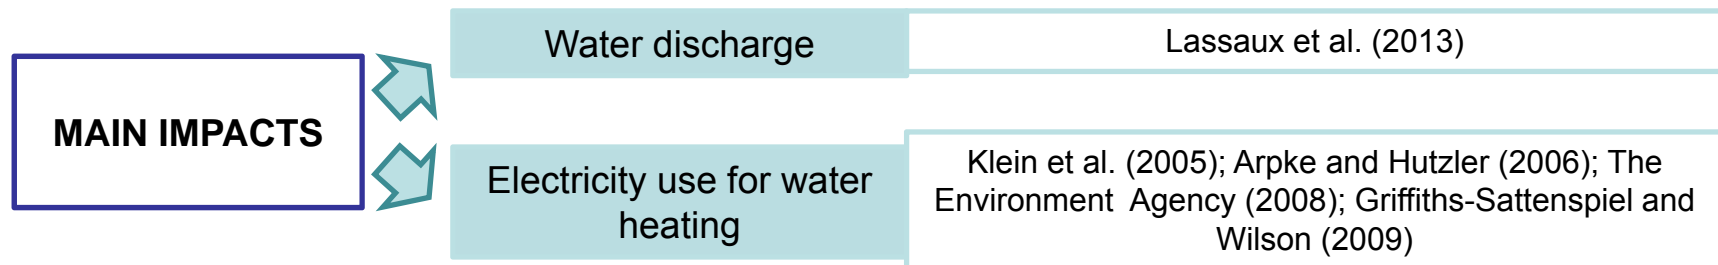 MAIN IMPACTS
Water discharge
Lassaux et al. (2013)
Electricity use for water
heating
Klein et al. (2005); Arpke and Hutzler (2006); The
Environment Agency (2008); Griffiths-Sattenspiel and
Wilson (2009)